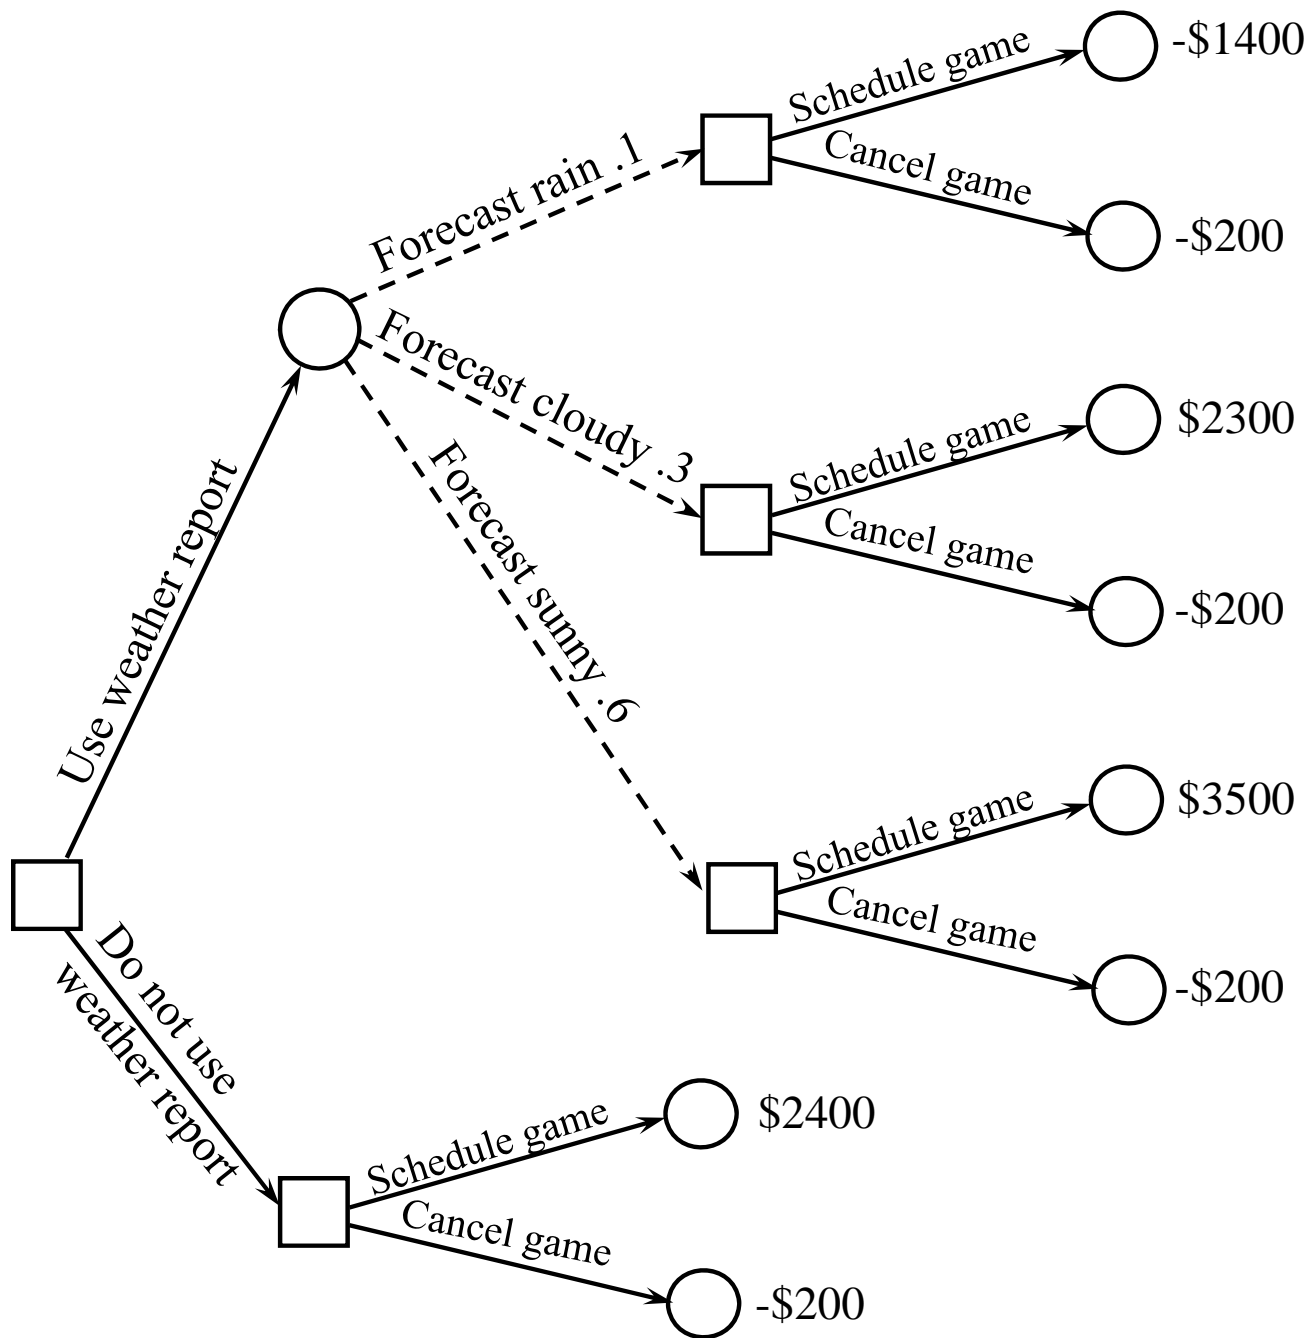 Schedule game
-$1400
Forecast rain .1
Cancel game
-$200
Forecast cloudy .3
Schedule game
$2300
Cancel game
-$200
Forecast sunny .6
Use weather report
Schedule game
$3500
Cancel game
-$200
Do not use
weather report
Schedule game
$2400
Cancel game
-$200